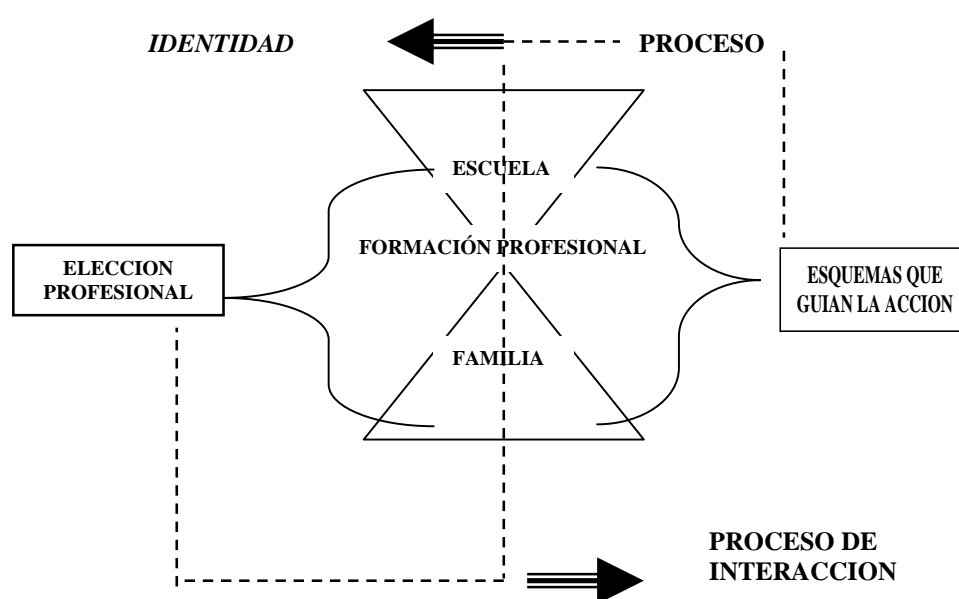 IDENTIDAD
PROCESO
ESCUELA
FORMACIÓN PROFESIONAL
ELECCION
PROFESIONAL
ESQUEMAS QUE
GUIAN LA ACCION
FAMILIA
PROCESO DE
INTERACCION